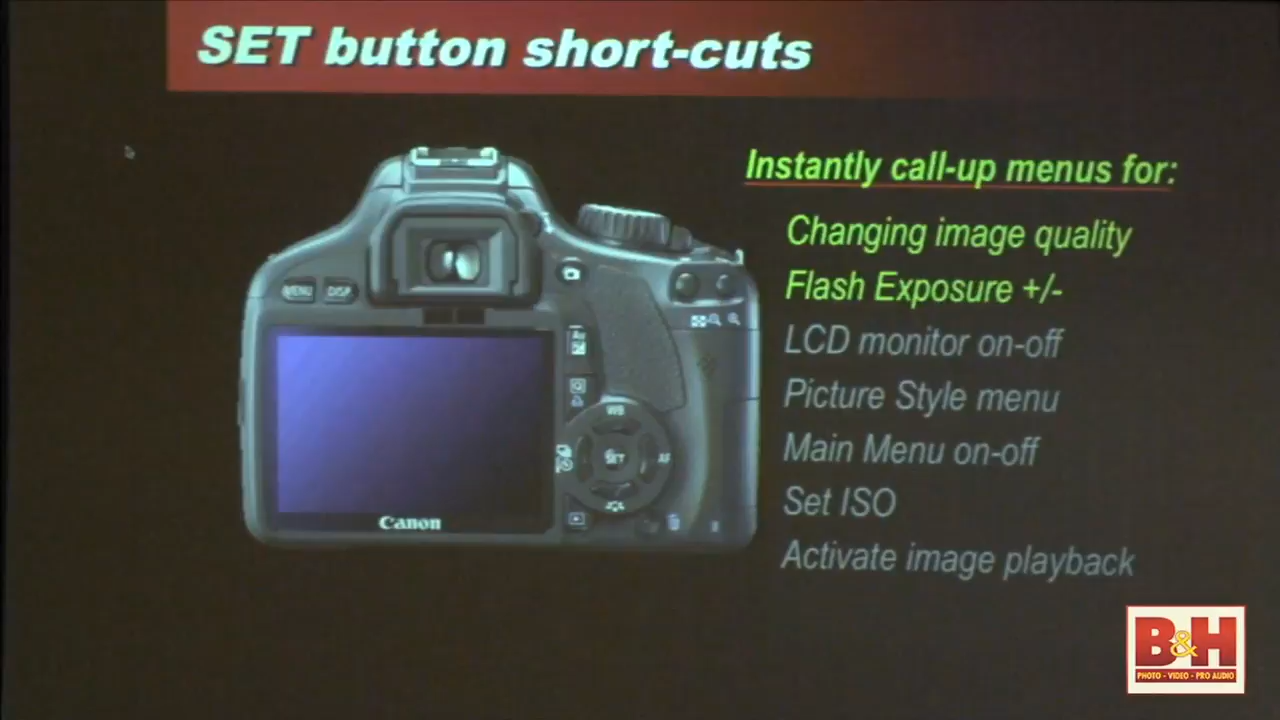 SET button short-cuts
Instantly call-up menus for:
Changing image quality
Flash Exposure +/-
LCD monitor on-off
Picture Style menu
Main Menu on-off
Set ISO
Activate image playback
MENU DISP
Av
Q
WB
SET
AF
Canon
B&H
PHOTO - VIDEO - PRO AUDIO